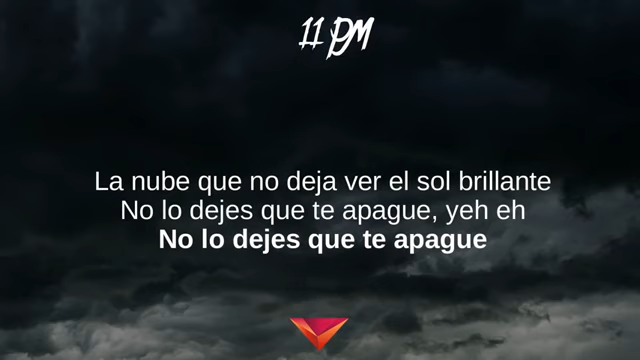 11 PM
La nube que no deja ver el sol brillante
No lo dejes que te apague, yeh eh
No lo dejes que te apague